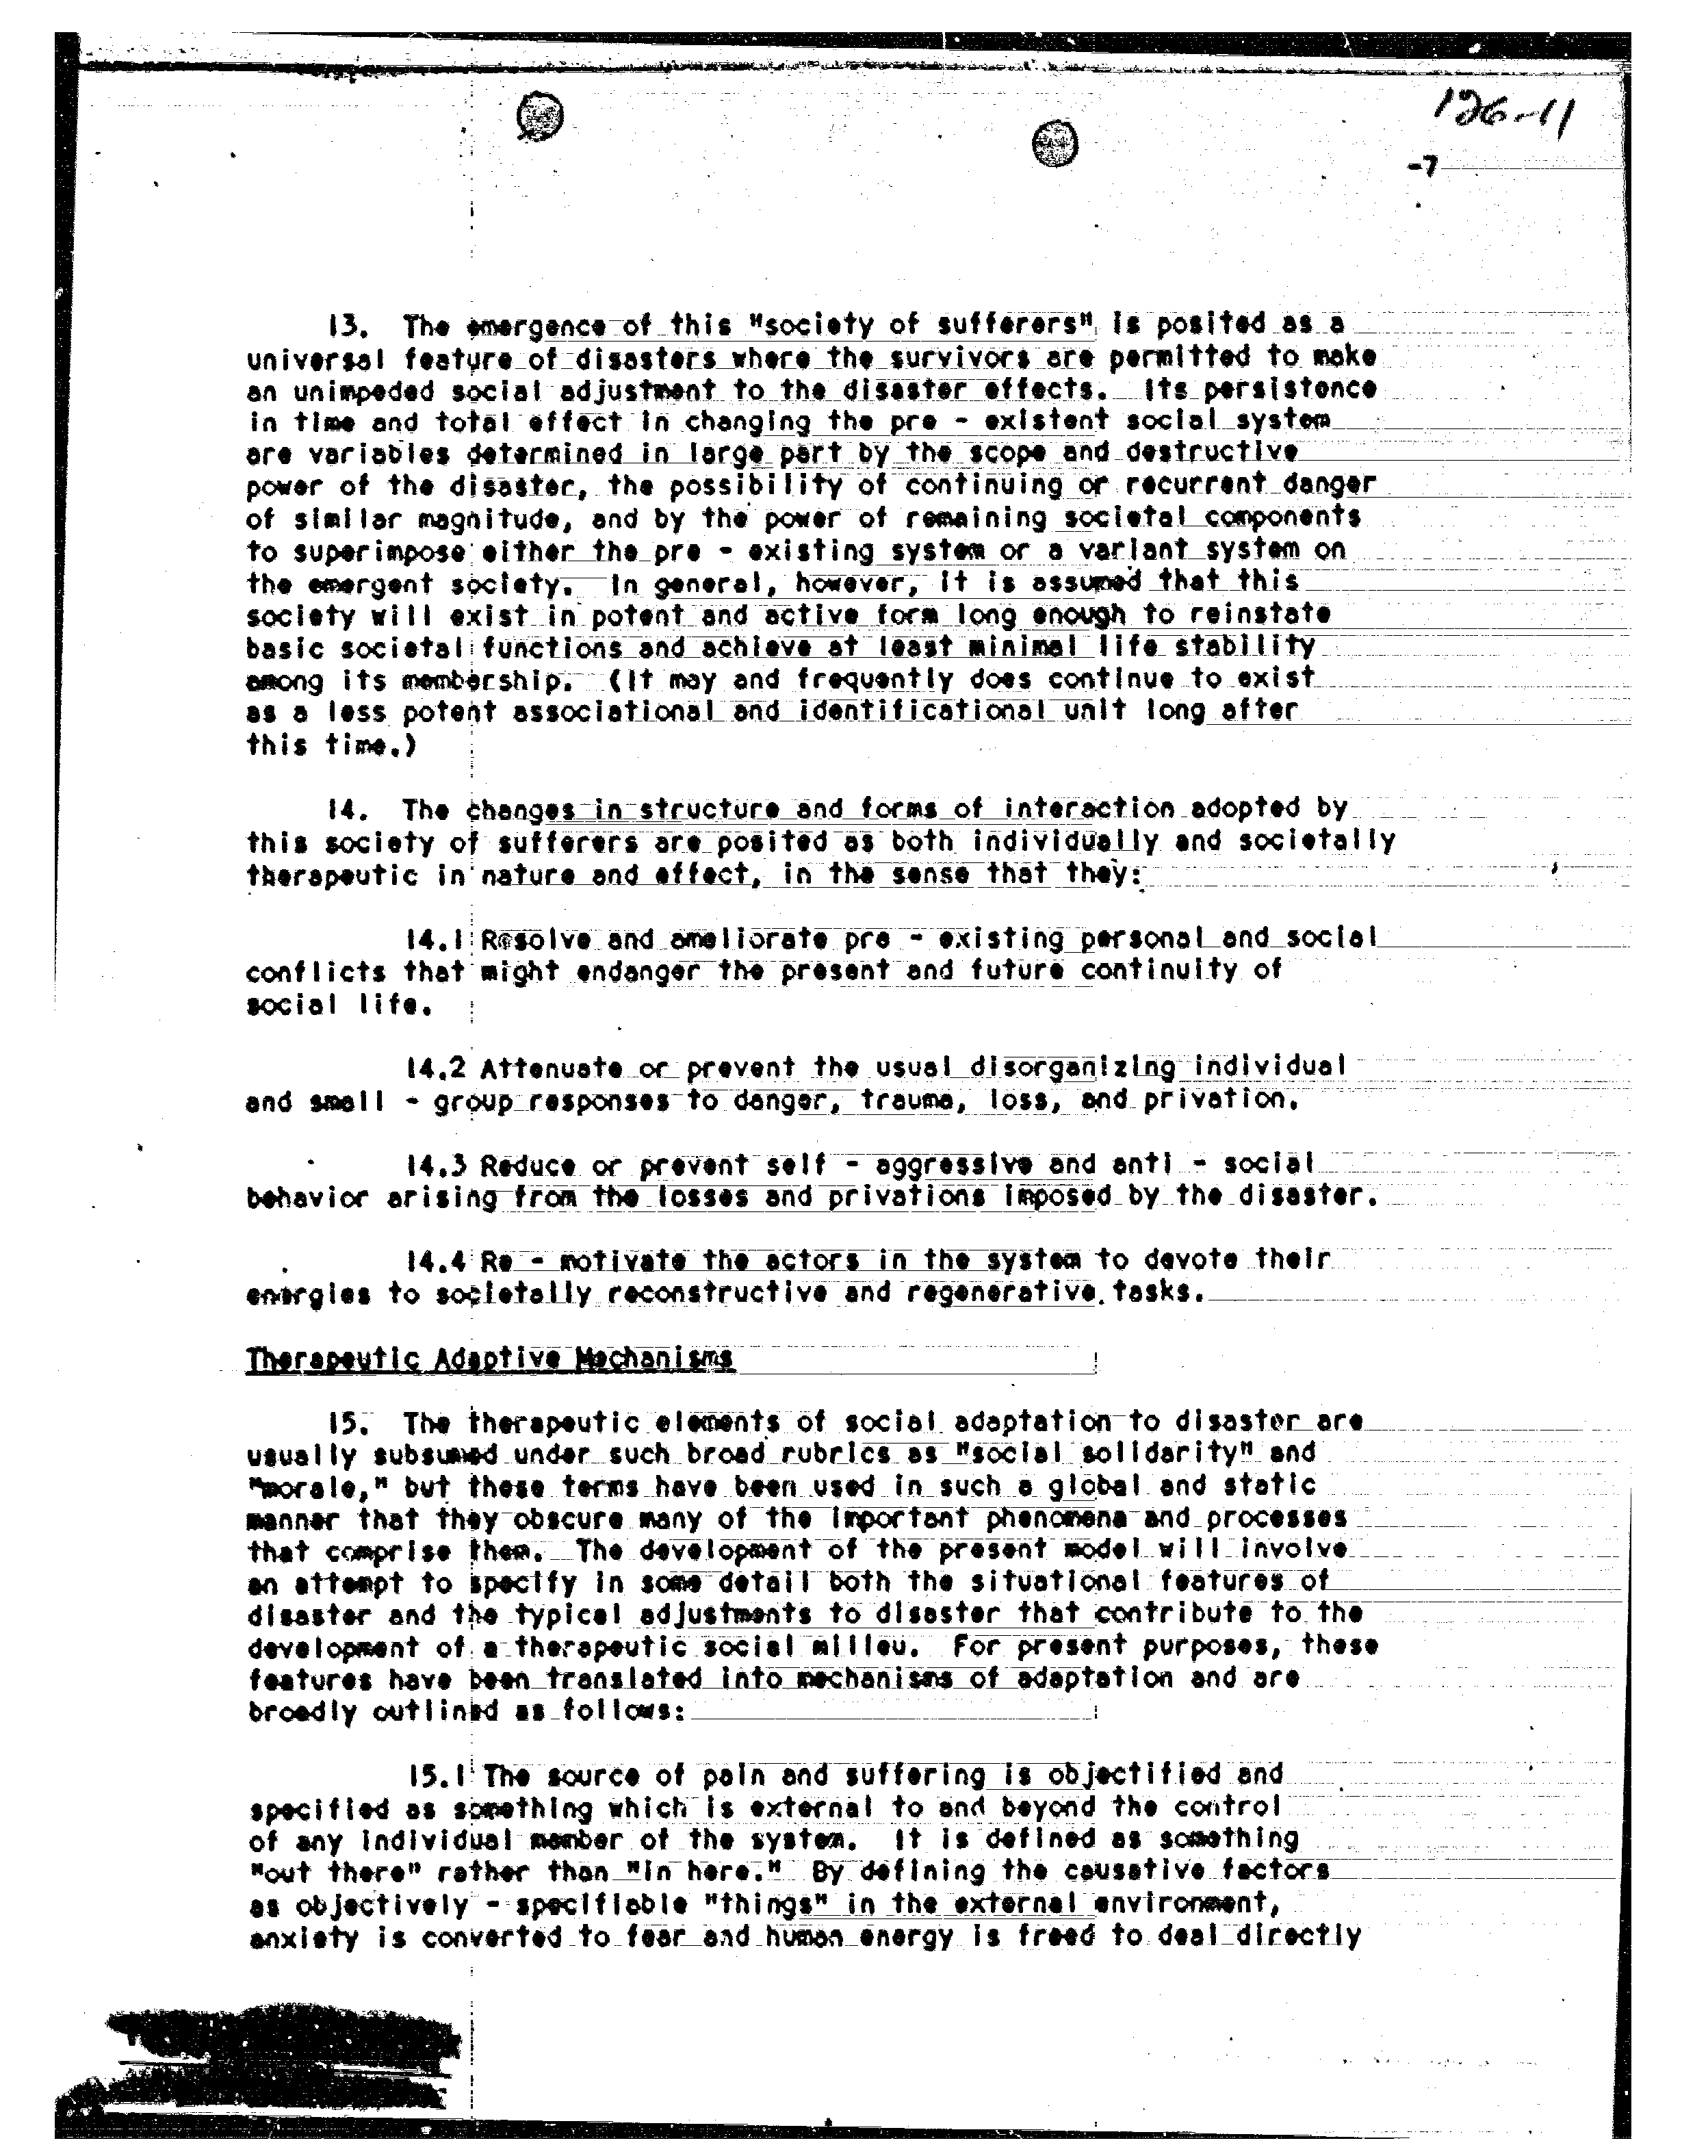 126-11
-7
13. The emergence of this "society of sufferers" is posited as a
universal feature of disasters where the survivors are permitted to make
an unimpeded social adjustment to the disaster effects. Its persistence
in time and total effect in changing the pre - existent social system
are variables determined in large part by the scope and destructive
power of the disaster, the possibility of continuing or recurrent danger
of similar magnitude, and by the power of remaining societal components
to superimpose either the pre - existing system or a variant system on
the emergent society. In general, however, it is assumed that this
society will exist in potent and active form long enough to reinstate
basic societal functions and achieve at least minimal life stability
among its membership. (It may and frequently does continue to exist
as a less potent associational and identificational unit long after
this time.)
14. The changes in structure and forms of interaction adopted by
this society of sufferers are posited as both individually and societally
therapeutic in nature and effect, in the sense that they:
14.1 Resolve and ameliorate pre - existing personal and social
conflicts that might endanger the present and future continuity of
social life.
14.2 Attenuate or prevent the usual disorganizing individual
and small - group responses to danger, trauma, loss, and privation.
14.3 Reduce or prevent self - aggressive and anti - social
behavior arising from the losses and privations imposed by the disaster.
14.4 Re - motivate the actors in the system to devote their
energies to societally reconstructive and regenerative tasks.
Therapeutic Adaptive Mechanisms
15. The therapeutic elements of social adaptation to disaster are
usually subsumed under such broad rubrics as "social solidarity" and
"morale," but these terms have been used in such a global and static
manner that they obscure many of the important phenomena and processes
that comprise them. The development of the present model will involve
an attempt to specify in some detail both the situational features of
disaster and the typical adjustments to disaster that contribute to the
development of a therapeutic social milieu. For present purposes, these
features have been translated into mechanisms of adaptation and are
broadly outlined as follows:
15.1 The source of pain and suffering is objectified and
specified as something which is external to and beyond the control
of any individual member of the system. It is defined as something
"out there" rather than "in here." By defining the causative factors
as objectively - specifiable "things" in the external environment,
anxiety is converted to fear and human energy is freed to deal directly